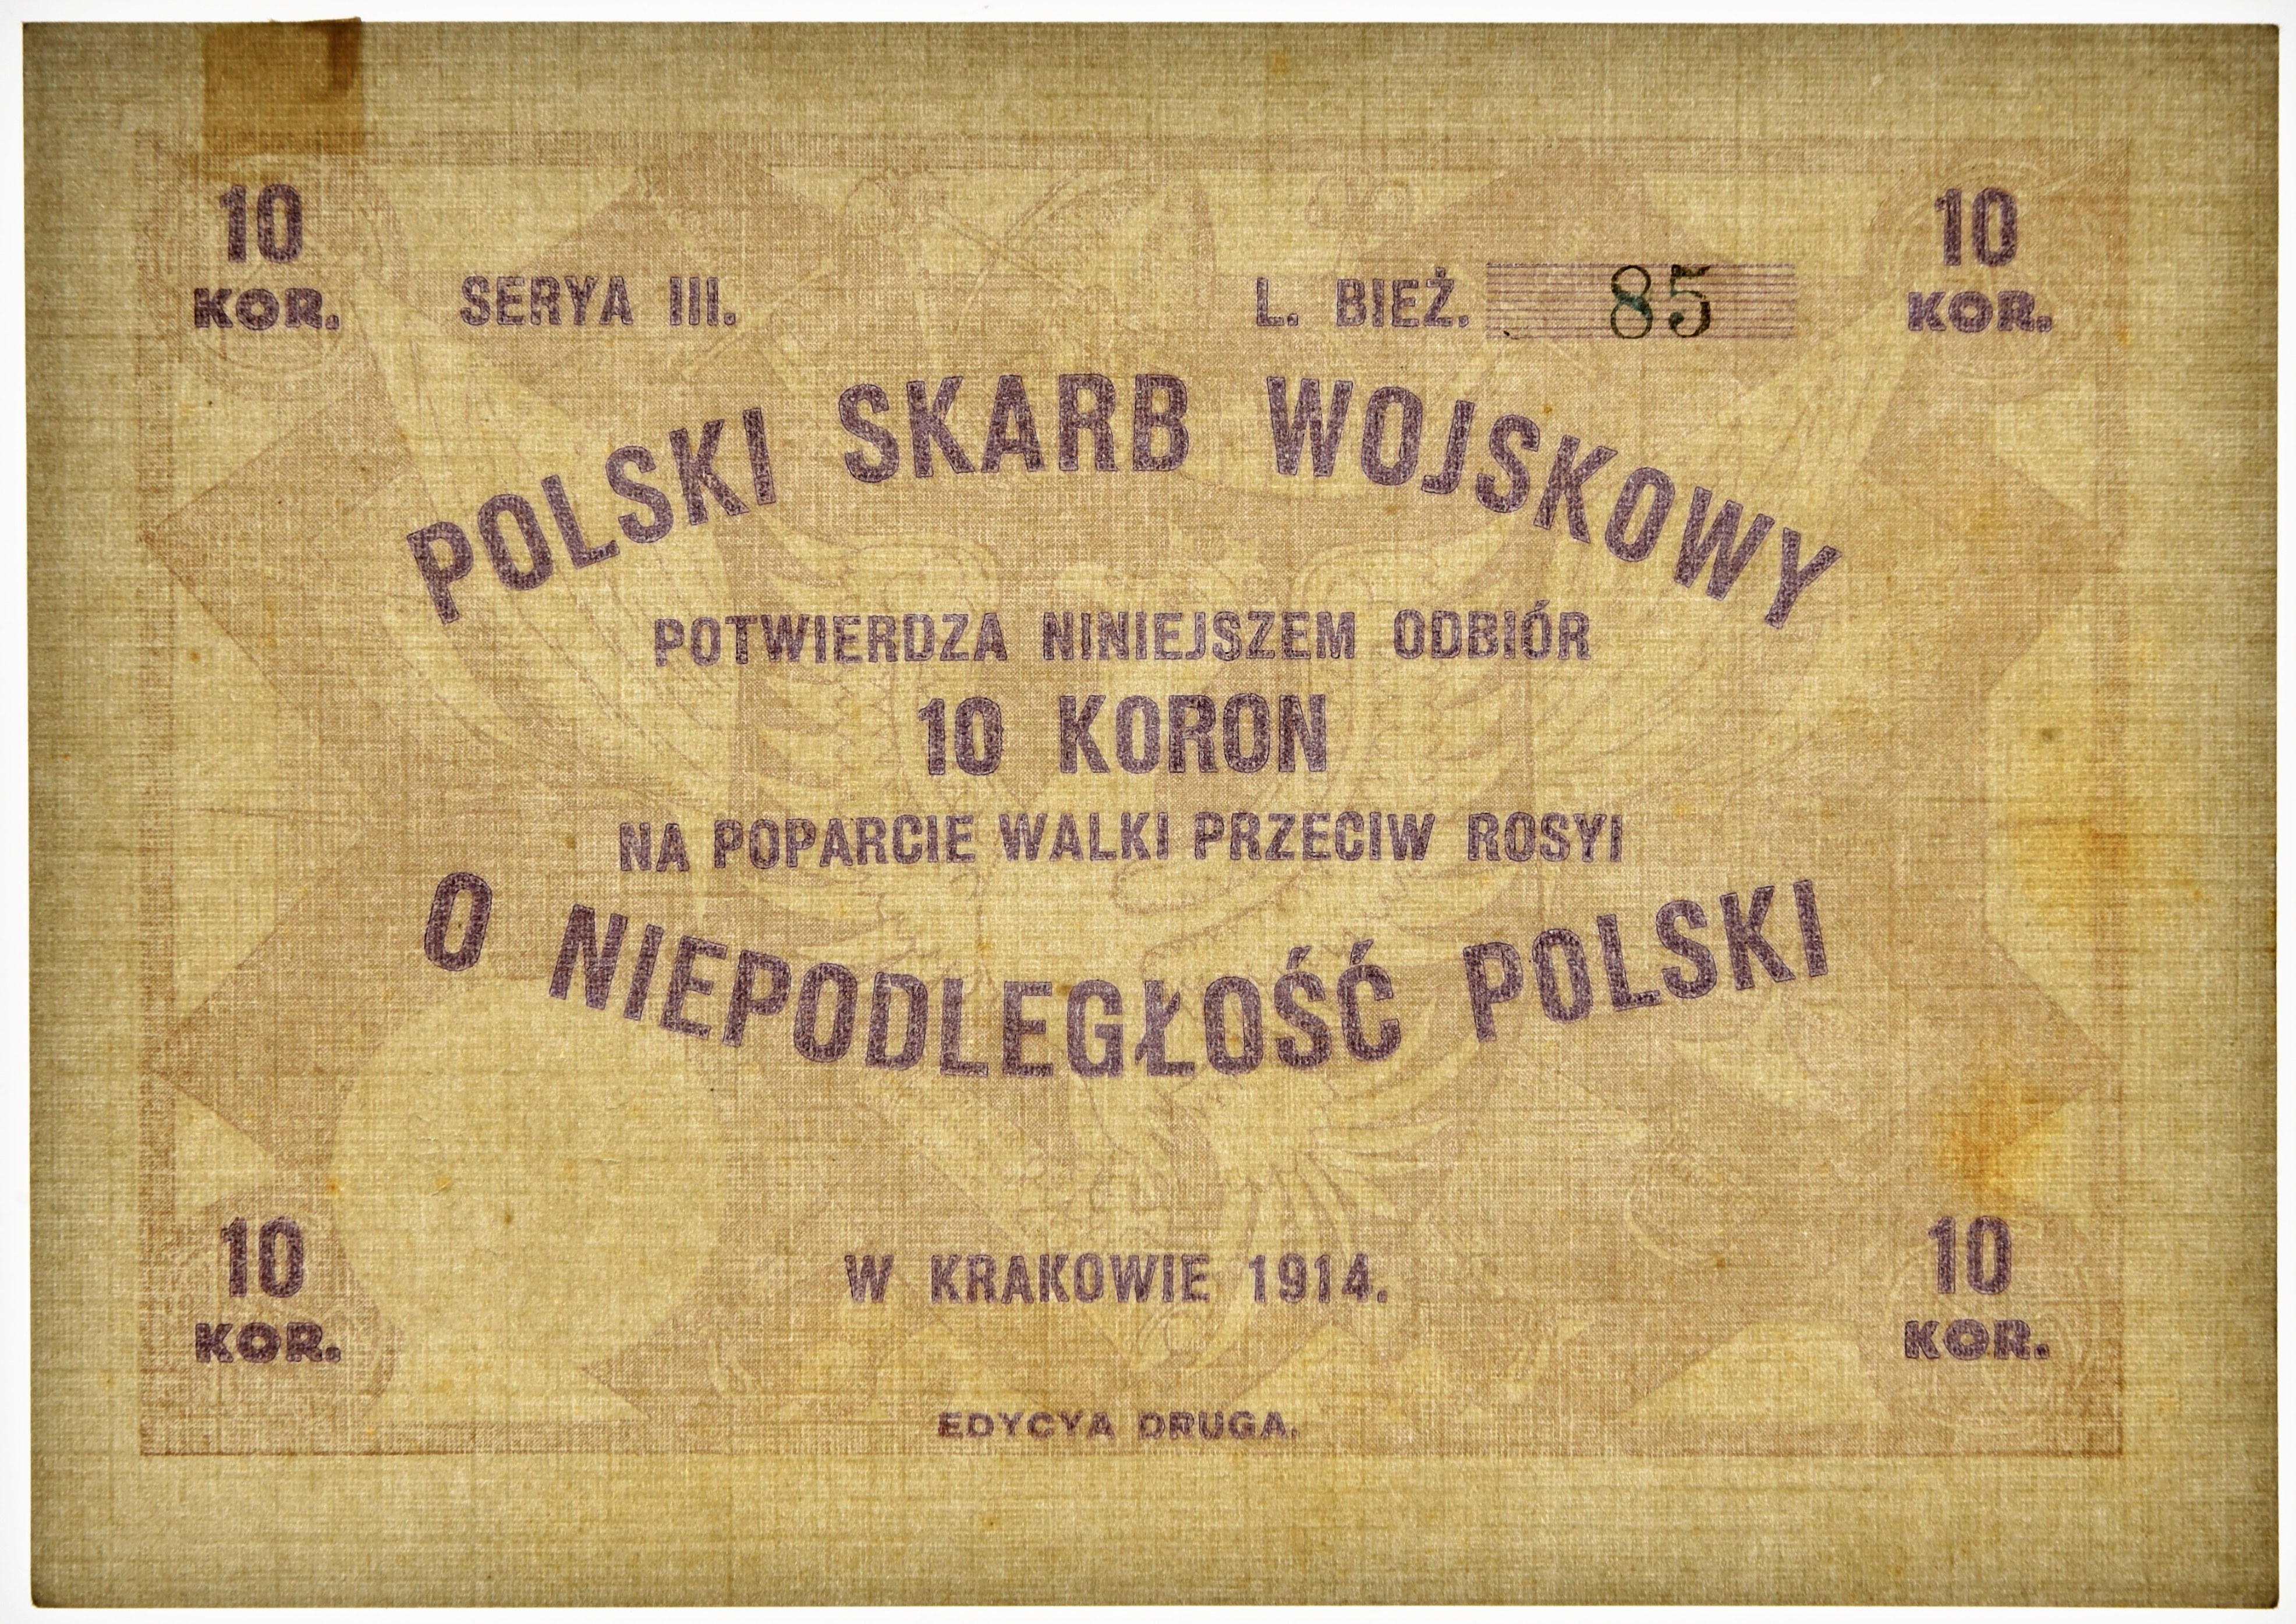 10 KOR.
10 KOR.
SERYA III.
L. BIEŻ. 85
POLSKI SKARB WOJSKOWY
POTWIERDZA NINIEJSZEM ODBIÓR
10 KORON
NA POPARCIE WALKI PRZECIW ROSYI
O NIEPODLEGŁOŚĆ POLSKI
10 KOR.
10 KOR.
W KRAKOWIE 1914.
EDYCYA DRUGA.